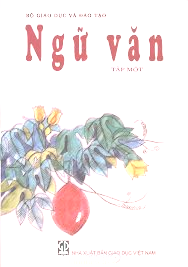 BỘ GIÁO DỤC VÀ ĐÀO TẠO
Ngữ văn
TẬP MỘT
NHÀ XUẤT BẢN GIÁO DỤC VIỆT NAM